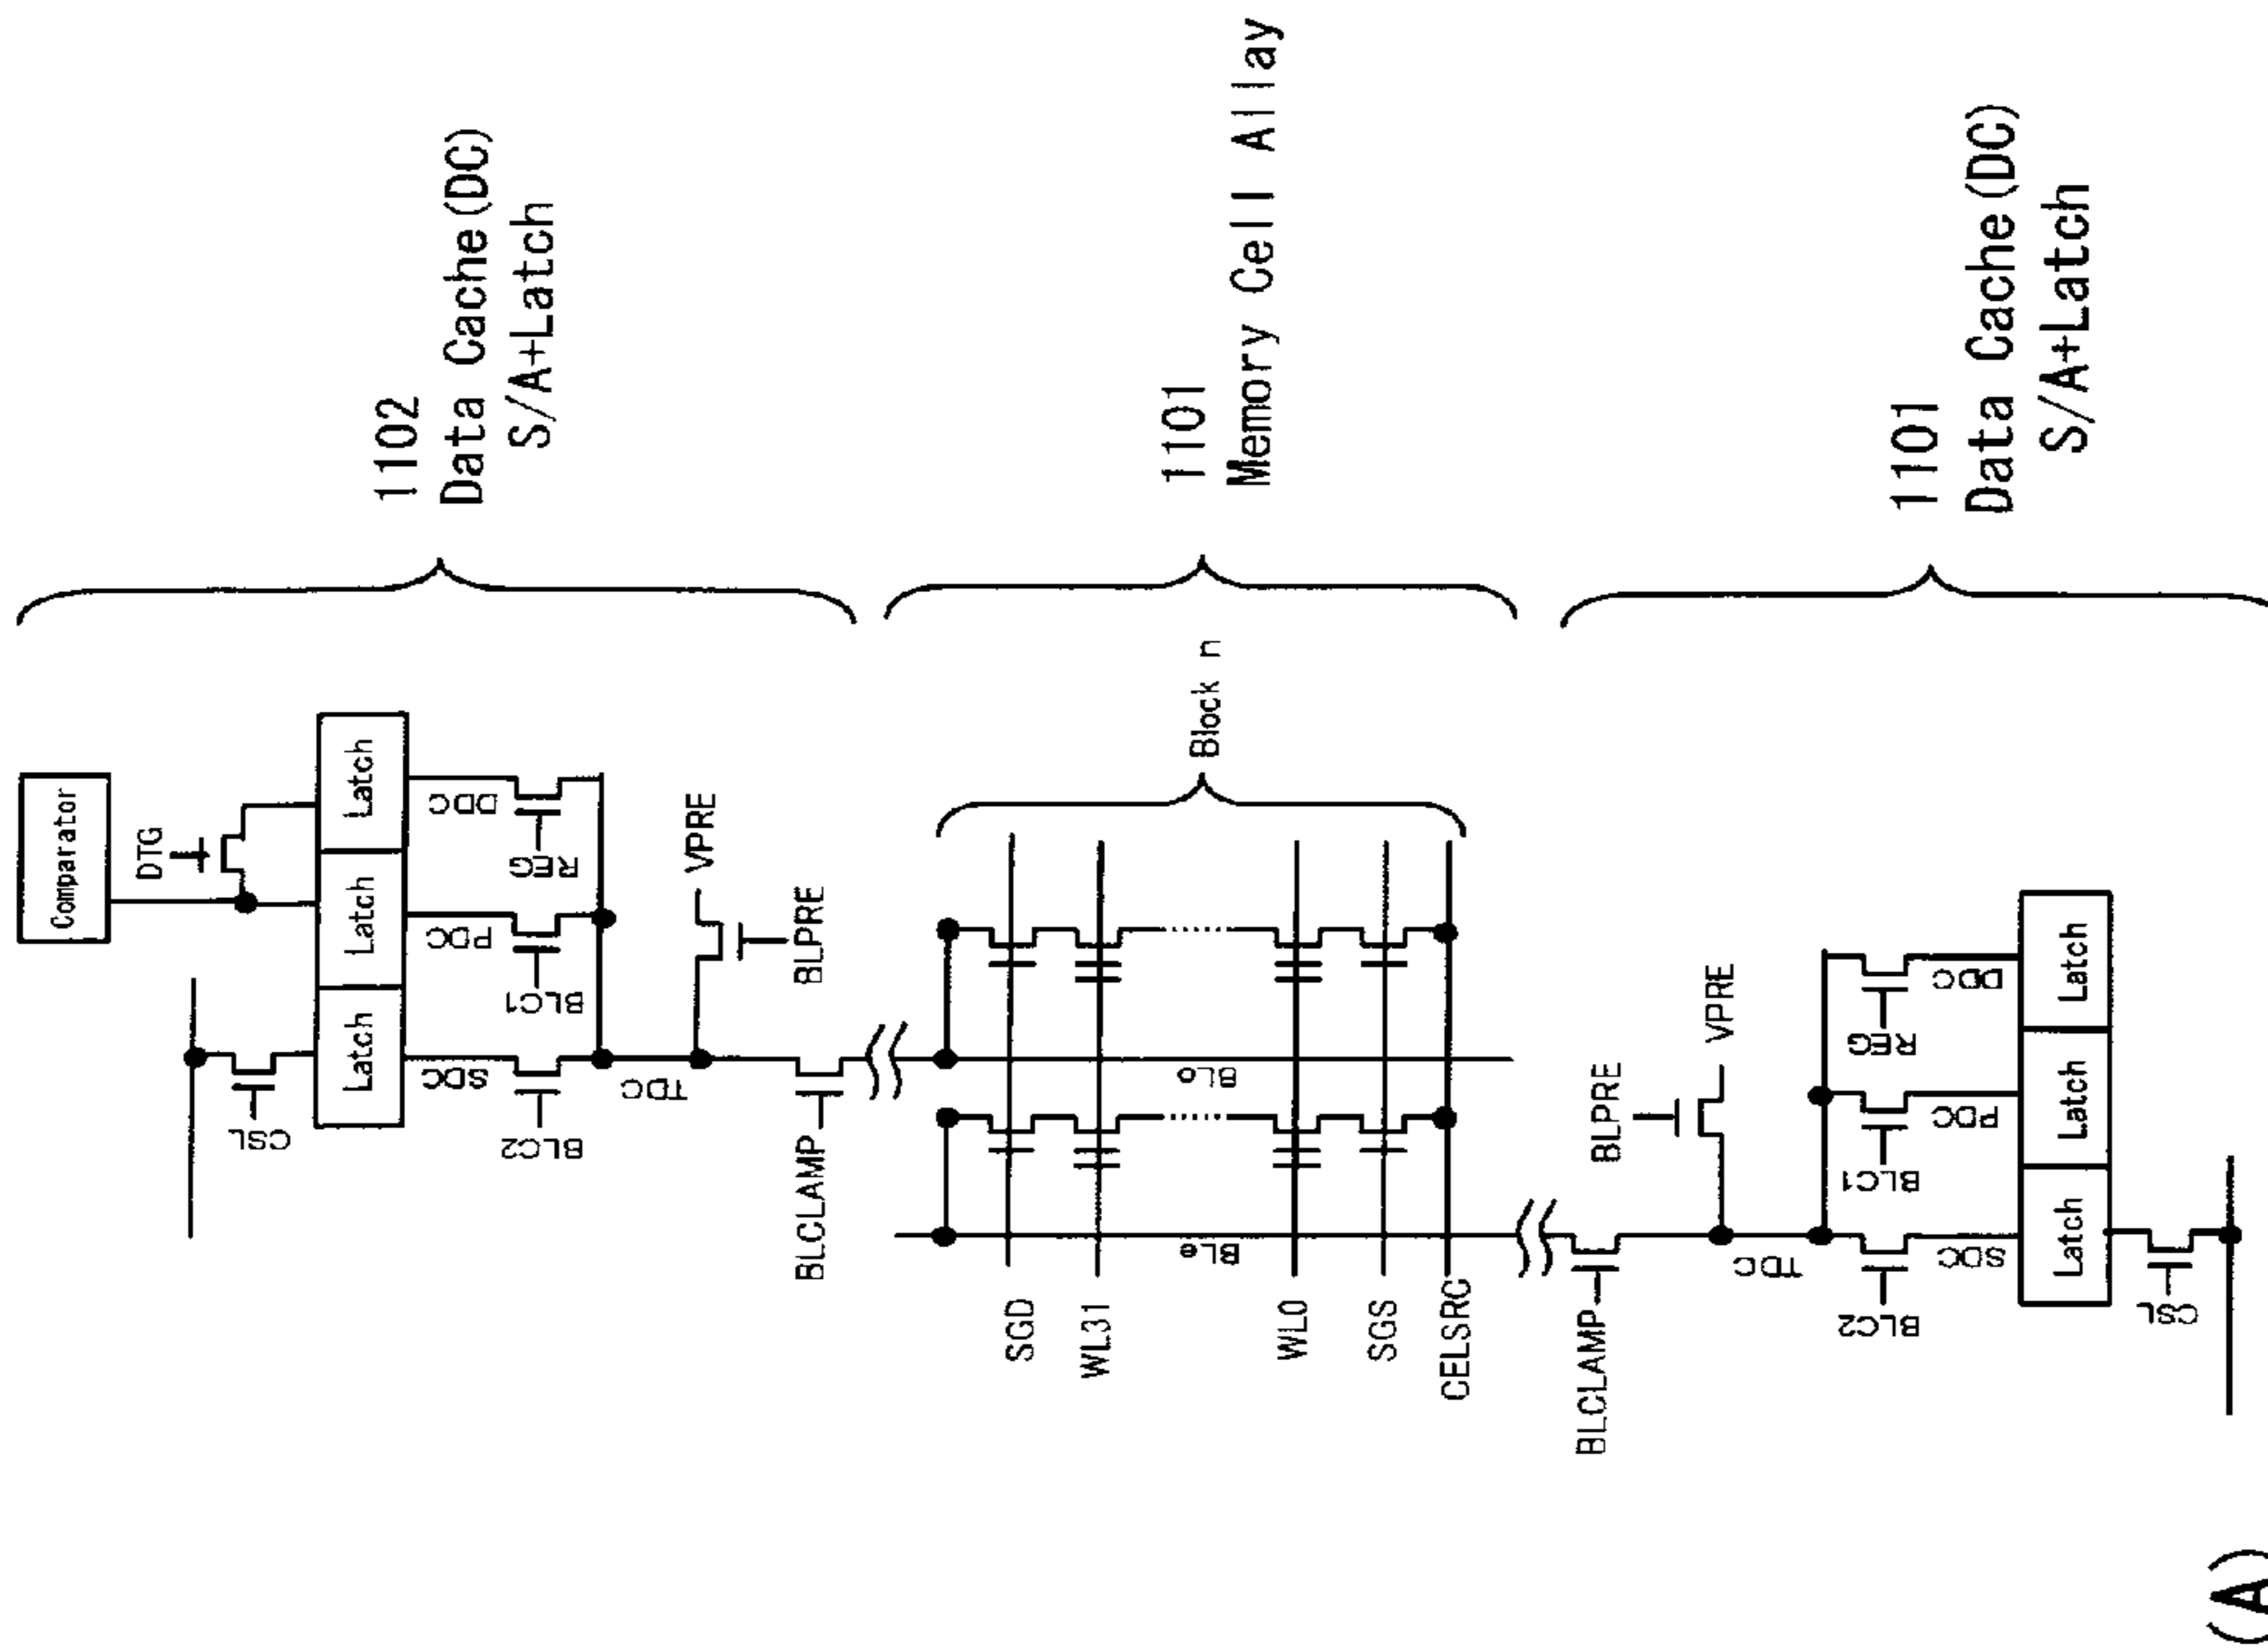 Comparator
DTG
CSL
Latch
Latch
Latch
SDC
PDC
DDC
BLC2
BLC1
REG
TDC
VPRE
BLPRE
BLCLAMP
1102
Data Cache(DC)
S/A+Latch
SGD
WL31
WL0
SGS
CELSRC
BLe
BLo
Block n
1101
Memory Cell Allay
BLCLAMP
BLPRE
VPRE
TDC
BLC2
BLC1
REG
SDC
PDC
DDC
Latch
Latch
Latch
CSL
1101
Data Cache(DC)
S/A+Latch
(A)